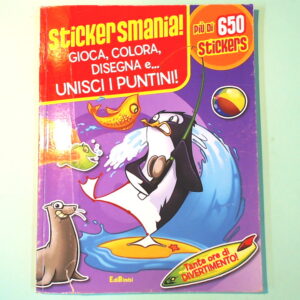 Stickersmania!
GIOCA, COLORA,
DISEGNA e...
UNISCI I PUNTINI!
PIÙ DI 650
STICKERS
EdiBimbi
Tante ore di
DIVERTIMENTO!